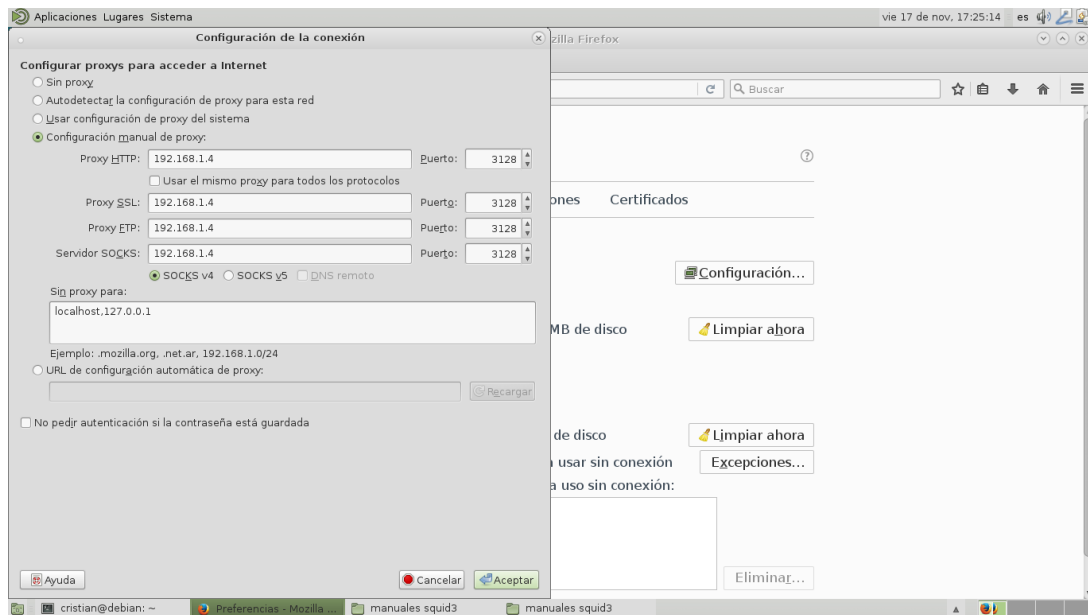 Aplicaciones Lugares Sistema
vie 17 de nov, 17:25:14 es
Configuración de la conexión
zilla Firefox
Configurar proxys para acceder a Internet
Sin proxy
Autodetectar la configuración de proxy para esta red
Usar configuración de proxy del sistema
Configuración manual de proxy:
Proxy HTTP: 192.168.1.4 Puerto: 3128
Usar el mismo proxy para todos los protocolos
Proxy SSL: 192.168.1.4 Puerto: 3128
Proxy FTP: 192.168.1.4 Puerto: 3128
Servidor SOCKS: 192.168.1.4 Puerto: 3128
SOCKS v4 SOCKS v5 DNS remoto
Sin proxy para:
localhost,127.0.0.1
Ejemplo: .mozilla.org, .net.ar, 192.168.1.0/24
URL de configuración automática de proxy:
Recargar
No pedir autenticación si la contraseña está guardada
Ayuda Cancelar Aceptar
Buscar
ones Certificados
Configuración...
MB de disco Limpiar ahora
de disco Limpiar ahora
usar sin conexión Excepciones...
a uso sin conexión:
Eliminar...
cristian@debian: ~ Preferencias - Mozilla ... manuales squid3 manuales squid3